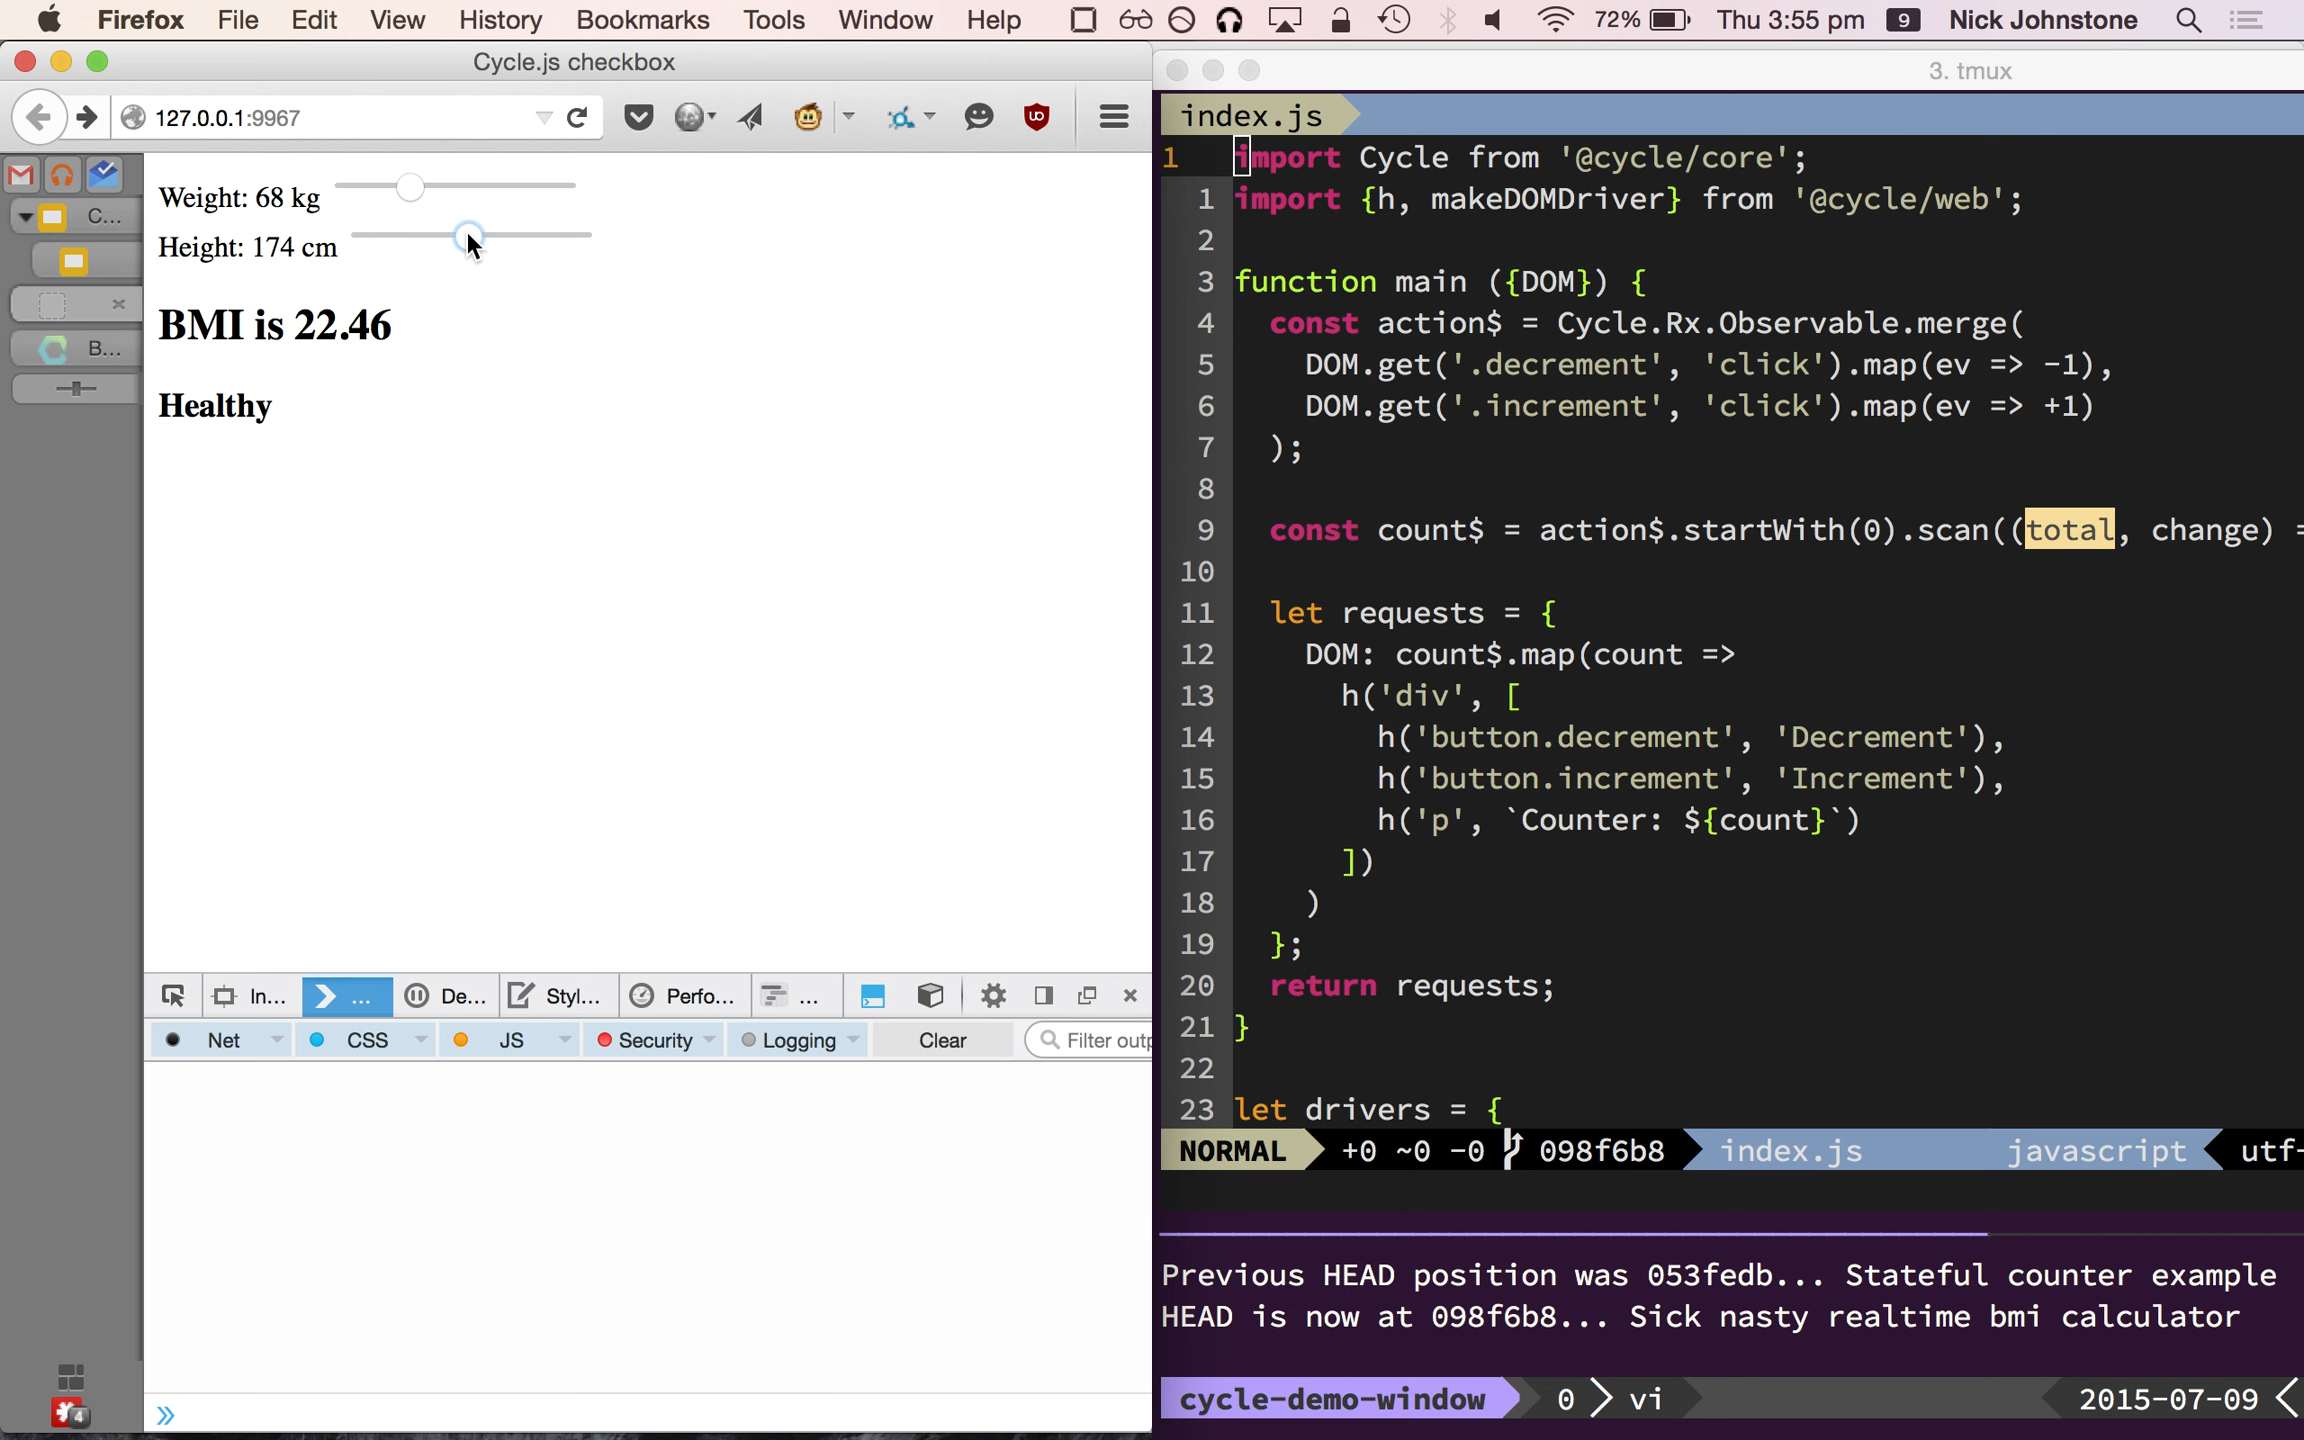 Firefox File Edit View History Bookmarks Tools Window Help 72% Thu 3:55 pm 9 Nick Johnstone
Cycle.js checkbox
127.0.0.1:9967
C...
B...
Weight: 68 kg
Height: 174 cm
BMI is 22.46
Healthy
In... ... De... Styl... Perfo... ...
Net CSS JS Security Logging Clear Filter outp
»
4
3. tmux
index.js
1 import Cycle from '@cycle/core';
1 import {h, makeDOMDriver} from '@cycle/web';
2
3 function main ({DOM}) {
4 const action$ = Cycle.Rx.Observable.merge(
5 DOM.get('.decrement', 'click').map(ev => -1),
6 DOM.get('.increment', 'click').map(ev => +1)
7 );
8
9 const count$ = action$.startWith(0).scan((total, change) =
10
11 let requests = {
12 DOM: count$.map(count =>
13 h('div', [
14 h('button.decrement', 'Decrement'),
15 h('button.increment', 'Increment'),
16 h('p', `Counter: ${count}`)
17 ])
18 )
19 };
20 return requests;
21 }
22
23 let drivers = {
NORMAL +0 ~0 -0 098f6b8 index.js javascript utf-
Previous HEAD position was 053fedb... Stateful counter example
HEAD is now at 098f6b8... Sick nasty realtime bmi calculator
cycle-demo-window 0 vi 2015-07-09